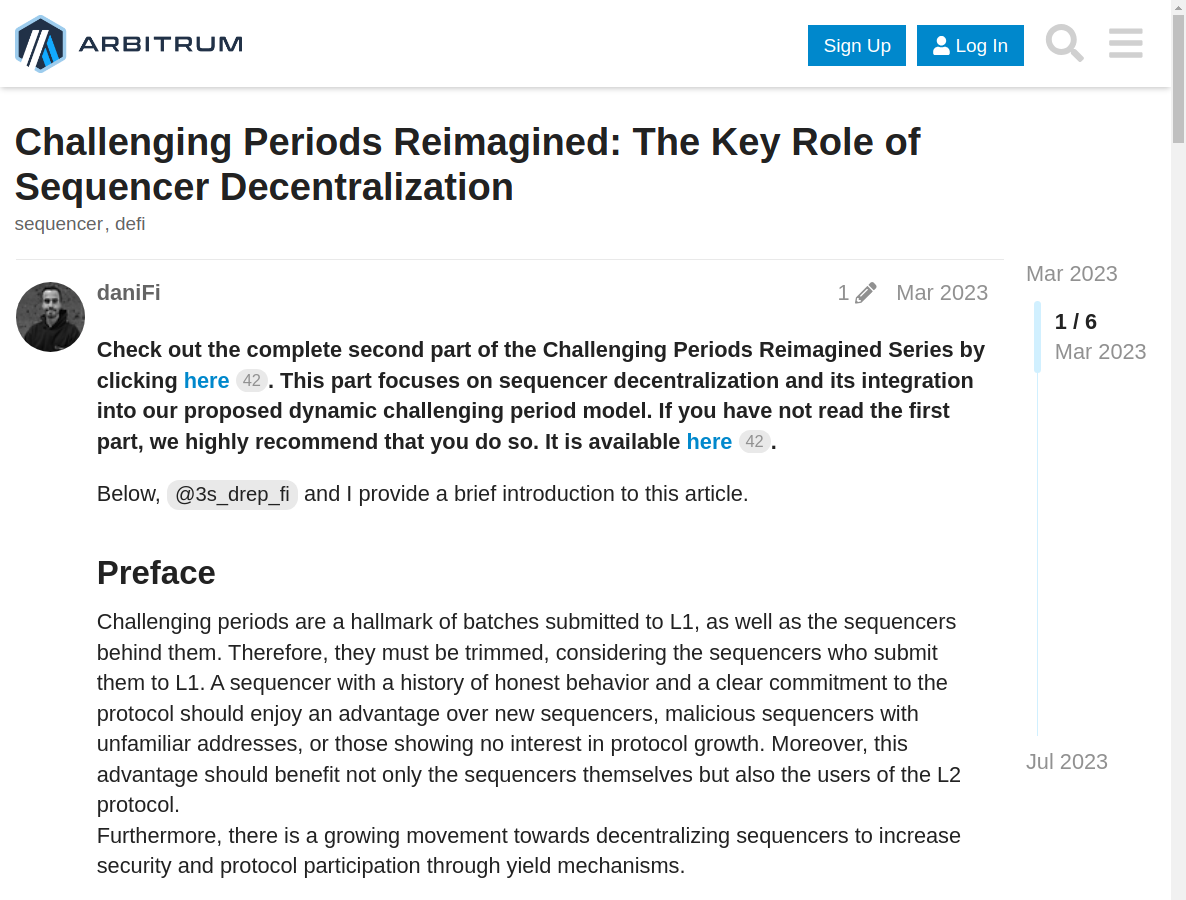 ARBITRUM
Sign Up
Log In
Challenging Periods Reimagined: The Key Role of
Sequencer Decentralization
sequencer, defi
daniFi
1
Mar 2023
Mar 2023
1 / 6
Mar 2023
Check out the complete second part of the Challenging Periods Reimagined Series by
clicking here 42. This part focuses on sequencer decentralization and its integration
into our proposed dynamic challenging period model. If you have not read the first
part, we highly recommend that you do so. It is available here 42.
Below, @3s_drep_fi and I provide a brief introduction to this article.
Preface
Challenging periods are a hallmark of batches submitted to L1, as well as the sequencers
behind them. Therefore, they must be trimmed, considering the sequencers who submit
them to L1. A sequencer with a history of honest behavior and a clear commitment to the
protocol should enjoy an advantage over new sequencers, malicious sequencers with
unfamiliar addresses, or those showing no interest in protocol growth. Moreover, this
advantage should benefit not only the sequencers themselves but also the users of the L2
protocol.
Furthermore, there is a growing movement towards decentralizing sequencers to increase
security and protocol participation through yield mechanisms.
Jul 2023